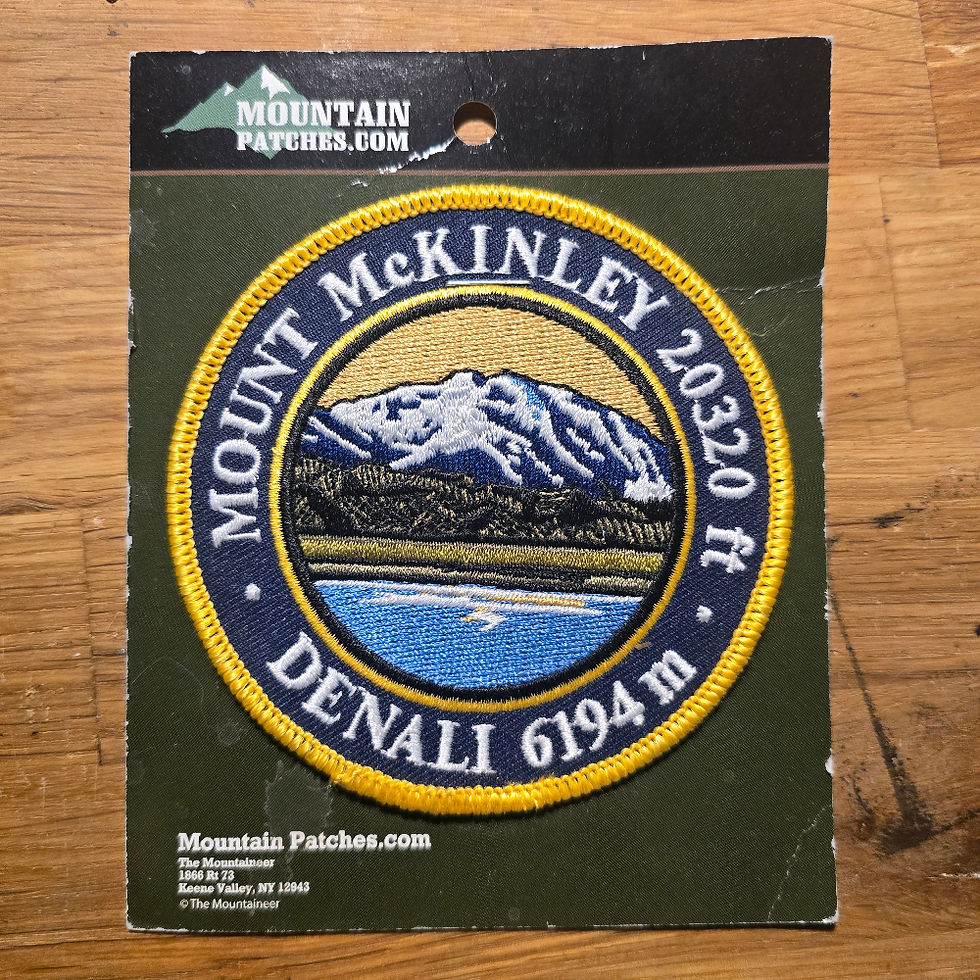 MOUNTAIN
PATCHES.COM
MOUNT McKINLEY 20320 ft
DENALI 6194 m
Mountain Patches.com
The Mountaineer
1866 Rt 73
Keene Valley, NY 12943
© The Mountaineer